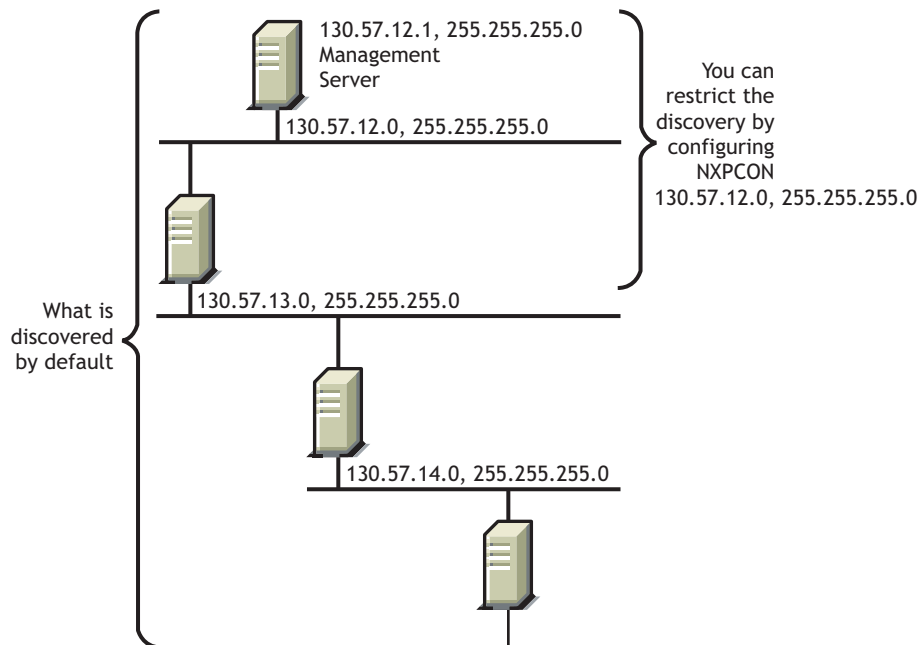 130.57.12.1, 255.255.255.0
Management
Server
130.57.12.0, 255.255.255.0
You can
restrict the
discovery by
configuring
NXPCON
130.57.12.0, 255.255.255.0
130.57.13.0, 255.255.255.0
What is
discovered
by default
130.57.14.0, 255.255.255.0